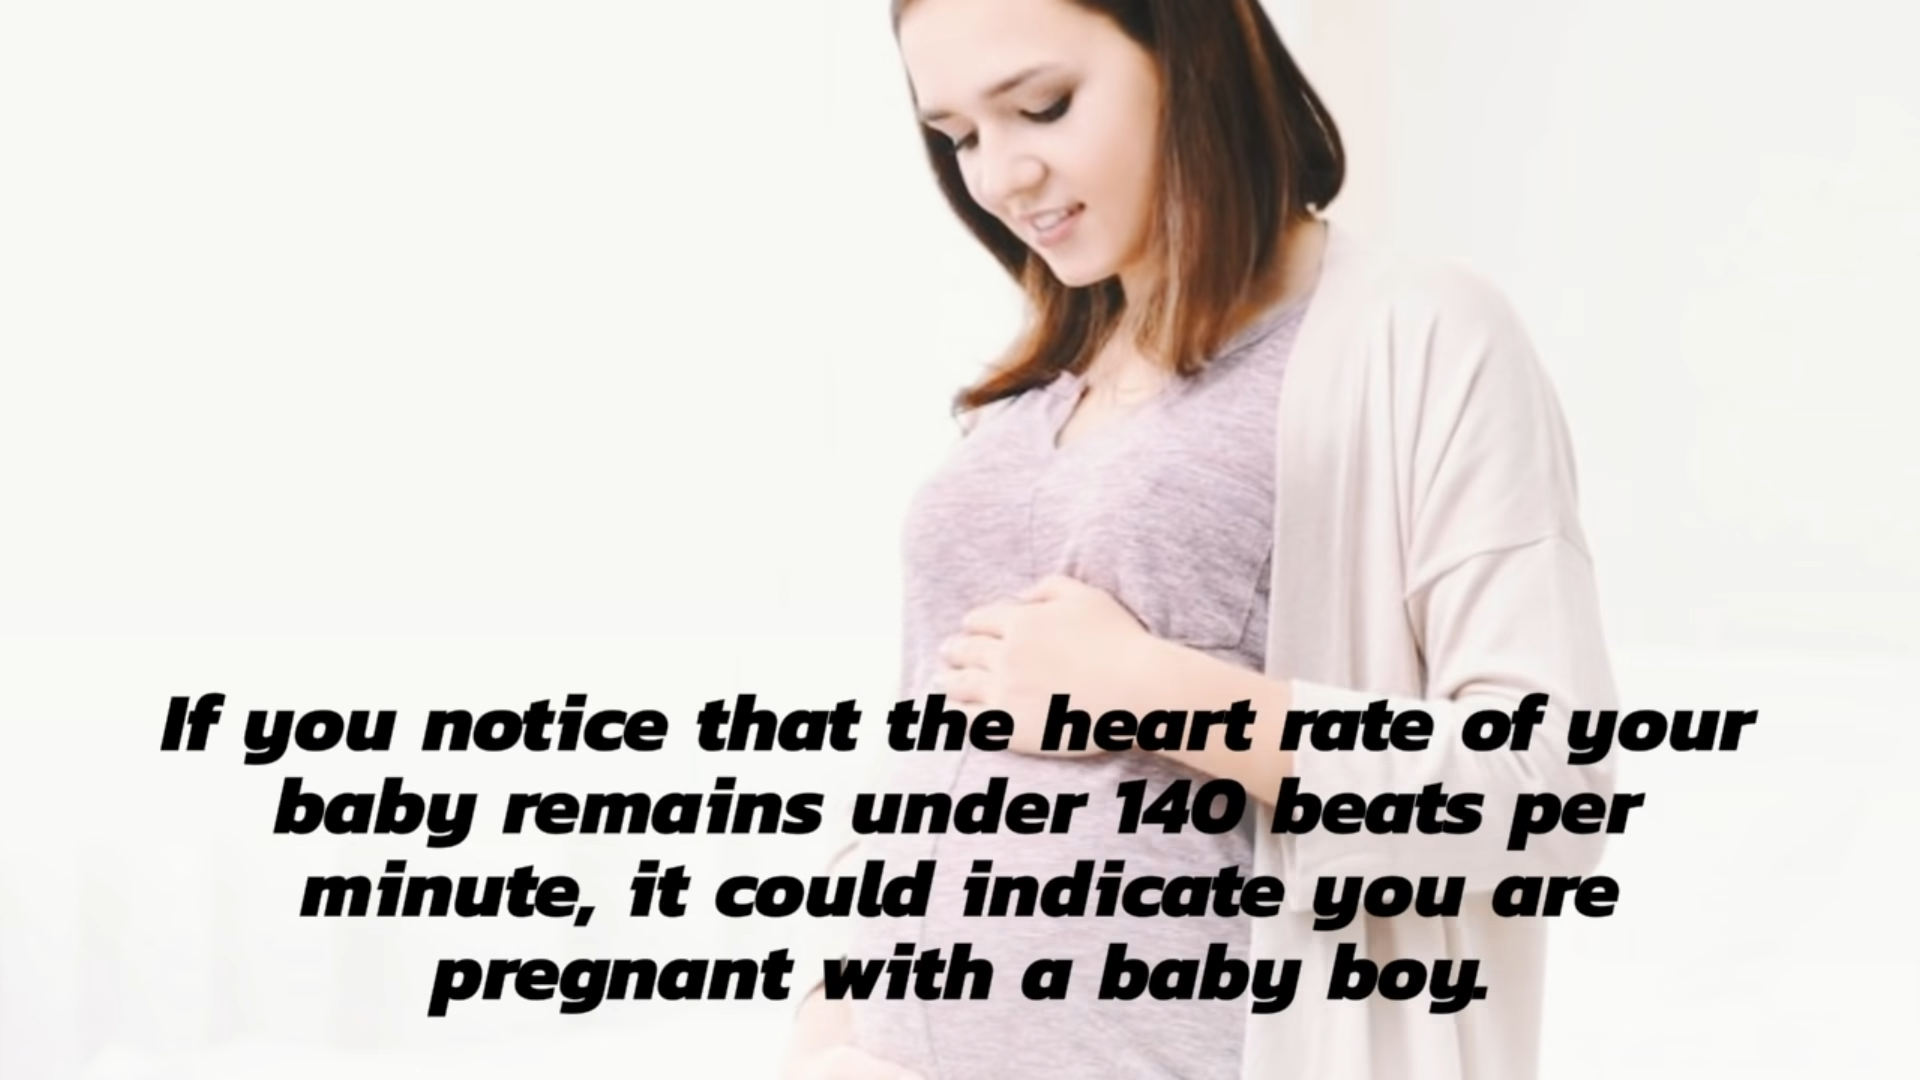 If you notice that the heart rate of your
baby remains under 140 beats per
minute, it could indicate you are
pregnant with a baby boy.